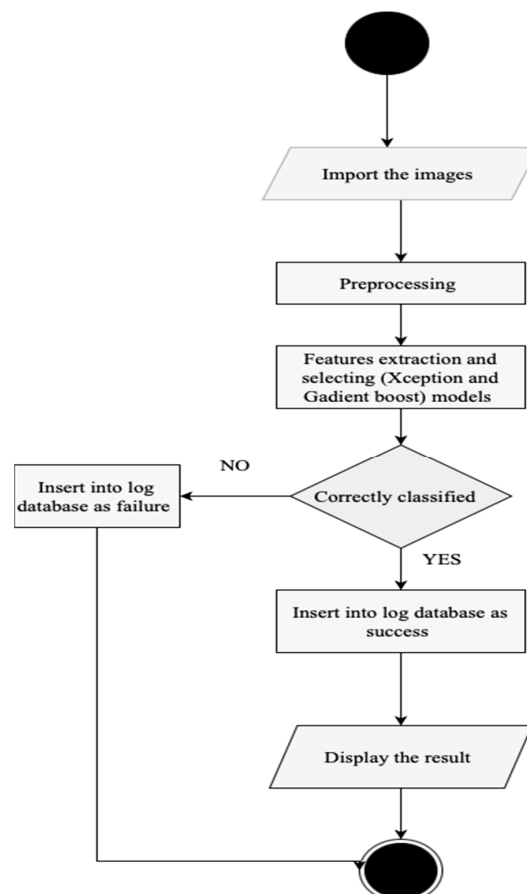 Import the images
Preprocessing
Features extraction and
selecting (Xception and
Gadient boost) models
NO
Insert into log
database as failure
Correctly classified
YES
Insert into log database as
success
Display the result